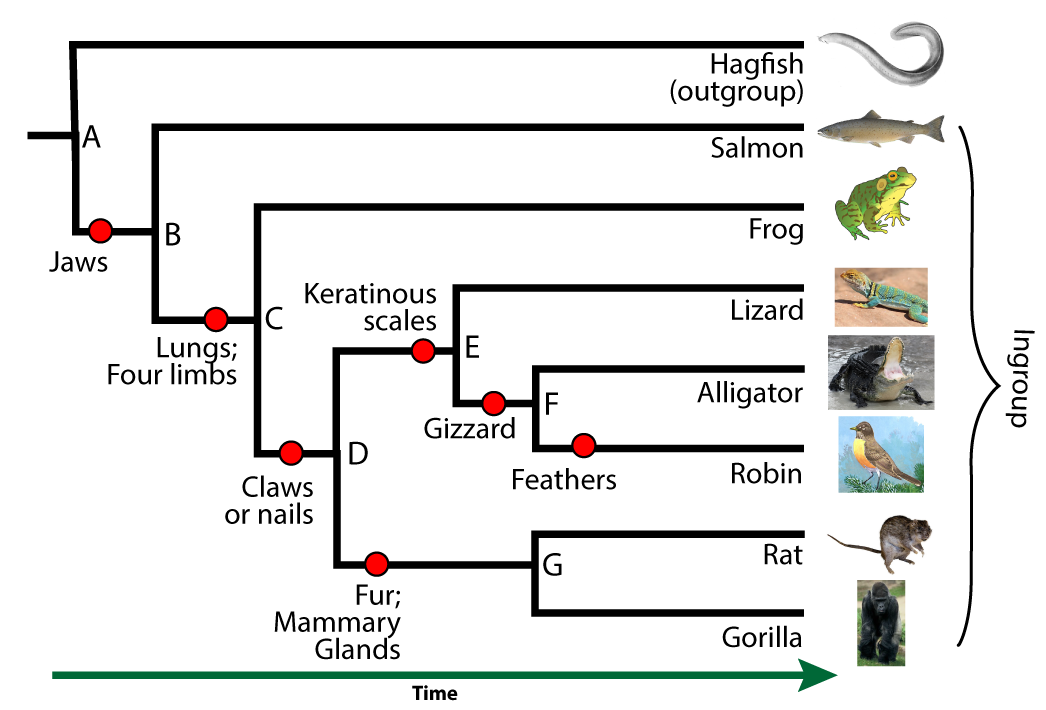 Hagfish
(outgroup)
A
Salmon
Jaws
B
Frog
Lungs;
Four limbs
C
Keratinous
scales
Lizard
E
Ingroup
Alligator
Gizzard
F
Claws
or nails
D
Feathers
Robin
Rat
Fur;
Mammary
Glands
G
Gorilla
Time